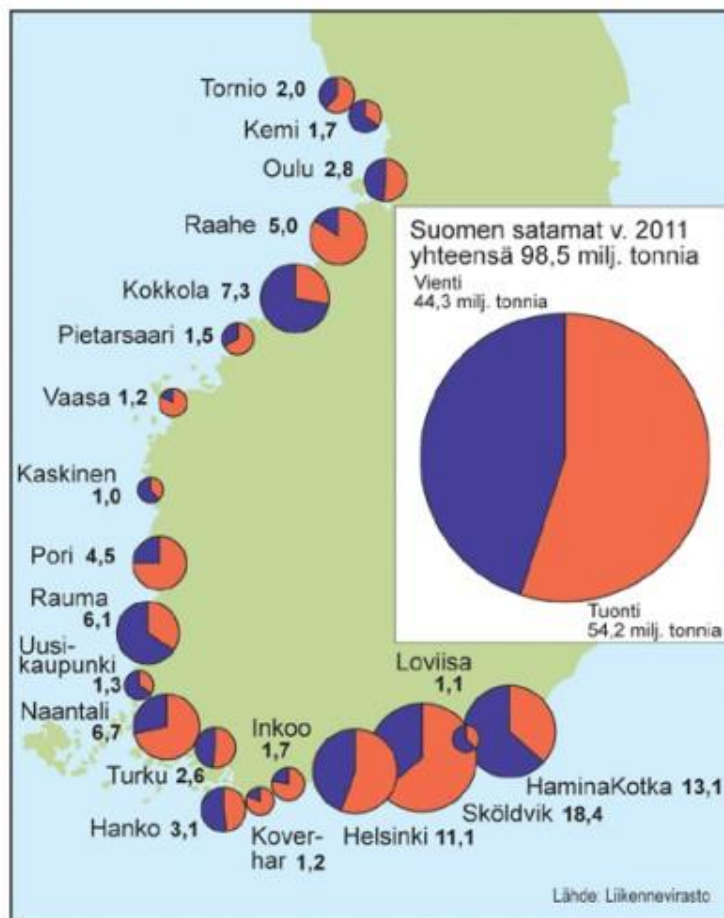 Tornio 2,0
Kemi 1,7
Oulu 2,8
Raahe 5,0
Suomen satamat v. 2011
yhteensä 98,5 milj. tonnia
Vienti
44,3 milj. tonnia
Kokkola 7,3
Pietarsaari 1,5
Vaasa 1,2
Kaskinen
1,0
Pori 4,5
Rauma
6,1
Tuonti
54,2 milj. tonnia
Uusi-
kaupunki
1,3
Loviisa
1,1
Naantali
6,7
Inkoo
1,7
Turku 2,6
HaminaKotka 13,1
Sköldvik 18,4
Hanko 3,1
Kover-
har 1,2
Helsinki 11,1
Lähde: Liikennevirasto